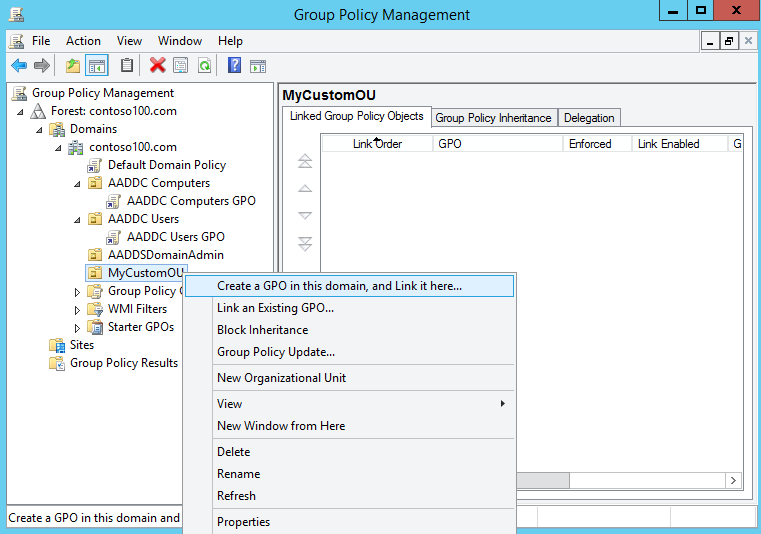 Group Policy Management
File Action View Window Help
Group Policy Management
Forest: contoso100.com
Domains
contoso100.com
Default Domain Policy
AADDC Computers
AADDC Computers GPO
AADDC Users
AADDC Users GPO
AADDSDomainAdmin
MyCustomOU
Group Policy
WMI Filters
Starter GPOs
Sites
Group Policy Results
MyCustomOU
Linked Group Policy Objects Group Policy Inheritance Delegation
Link Order GPO Enforced Link Enabled G
Create a GPO in this domain, and Link it here...
Link an Existing GPO...
Block Inheritance
Group Policy Update...
New Organizational Unit
View
New Window from Here
Delete
Rename
Refresh
Properties
Create a GPO in this domain and